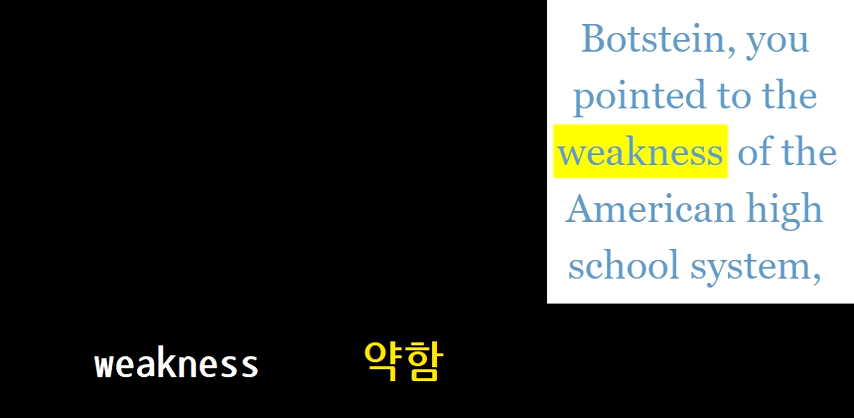 Botstein, you
pointed to the
weakness of the
American high
school system,
weakness 약함